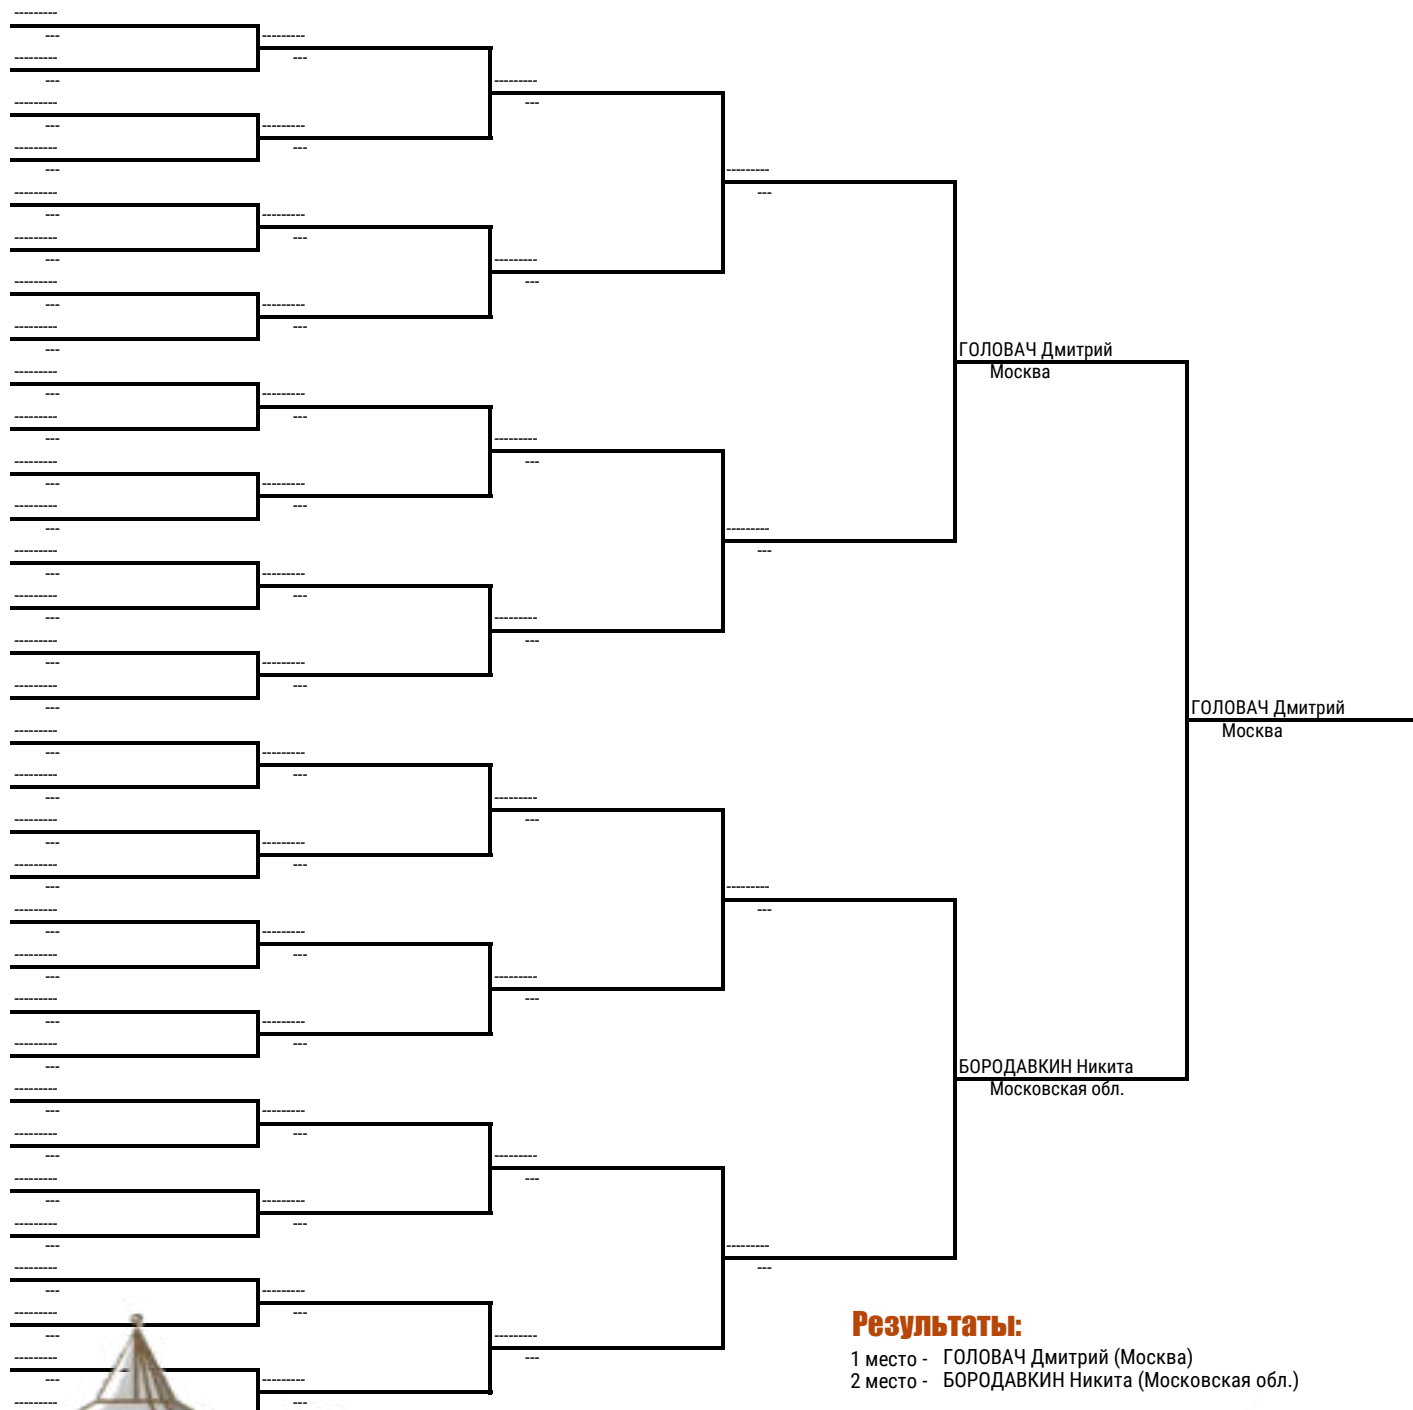 ГОЛОВАЧ Дмитрий
Москва
ГОЛОВАЧ Дмитрий
Москва
БОРОДАВКИН Никита
Московская обл.
Результаты:
1 место - ГОЛОВАЧ Дмитрий (Москва)
2 место - БОРОДАВКИН Никита (Московская обл.)